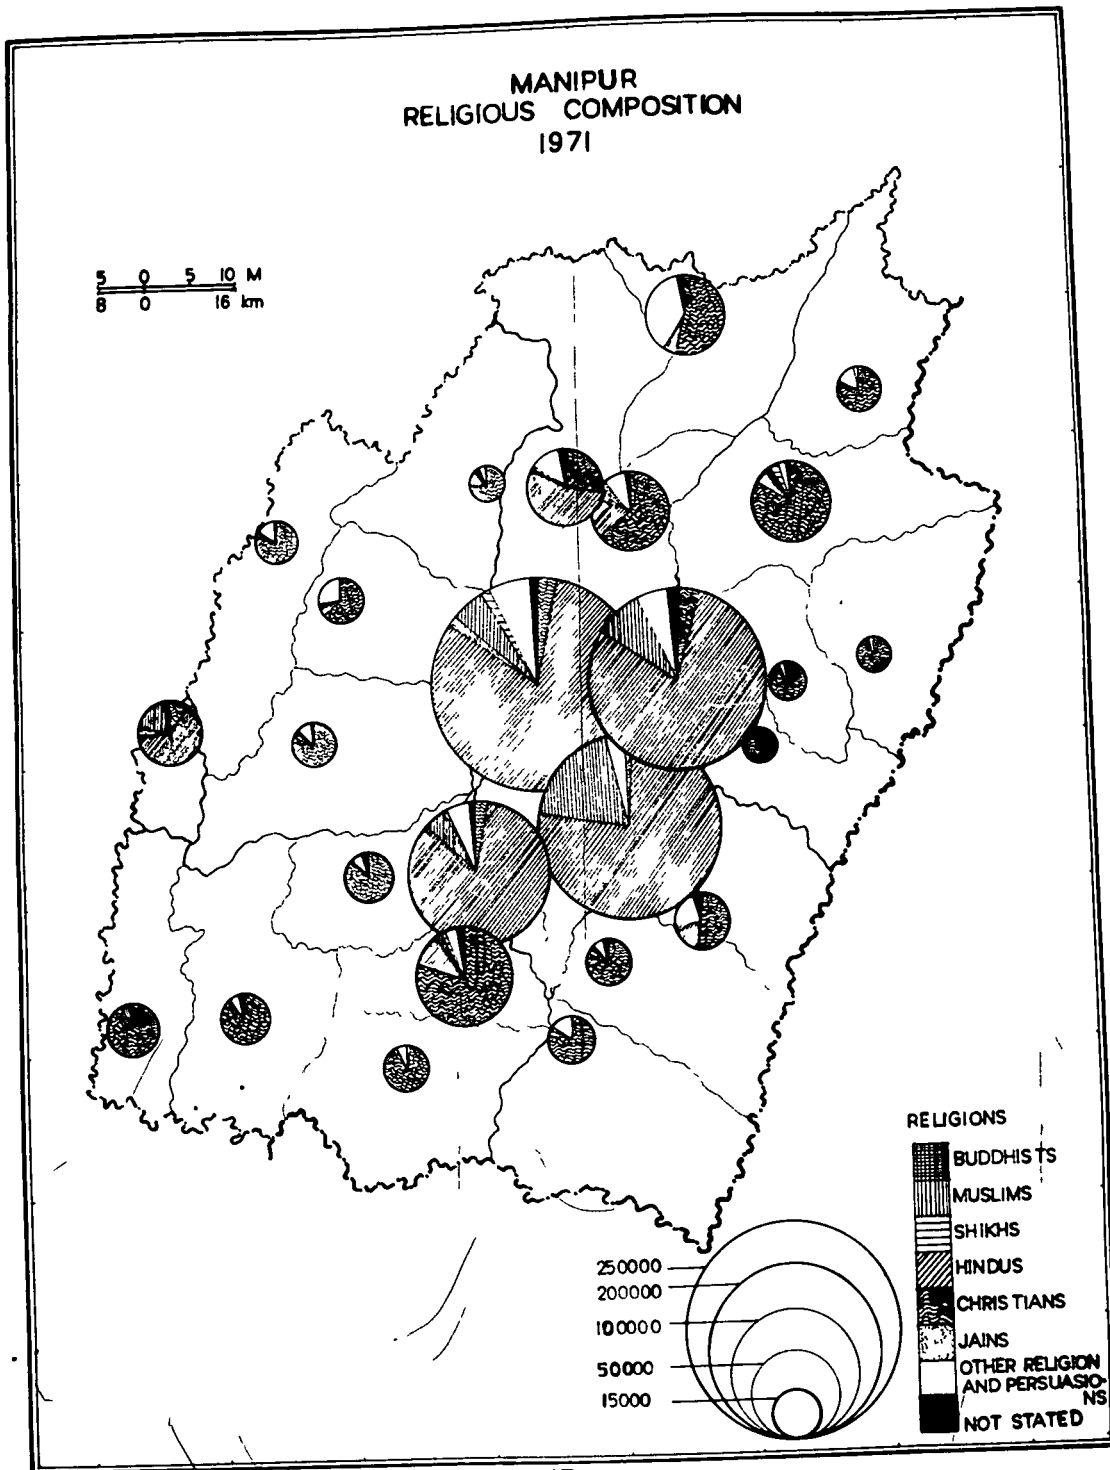 MANIPUR
RELIGIOUS COMPOSITION
1971
5 0 5 10 M
8 0 16 km
RELIGIONS
BUDDHISTS
MUSLIMS
SHIKHS
HINDUS
CHRISTIANS
JAINS
OTHER RELIGION
AND PERSUASIO-
NS
NOT STATED
250000
200000
100000
50000
15000